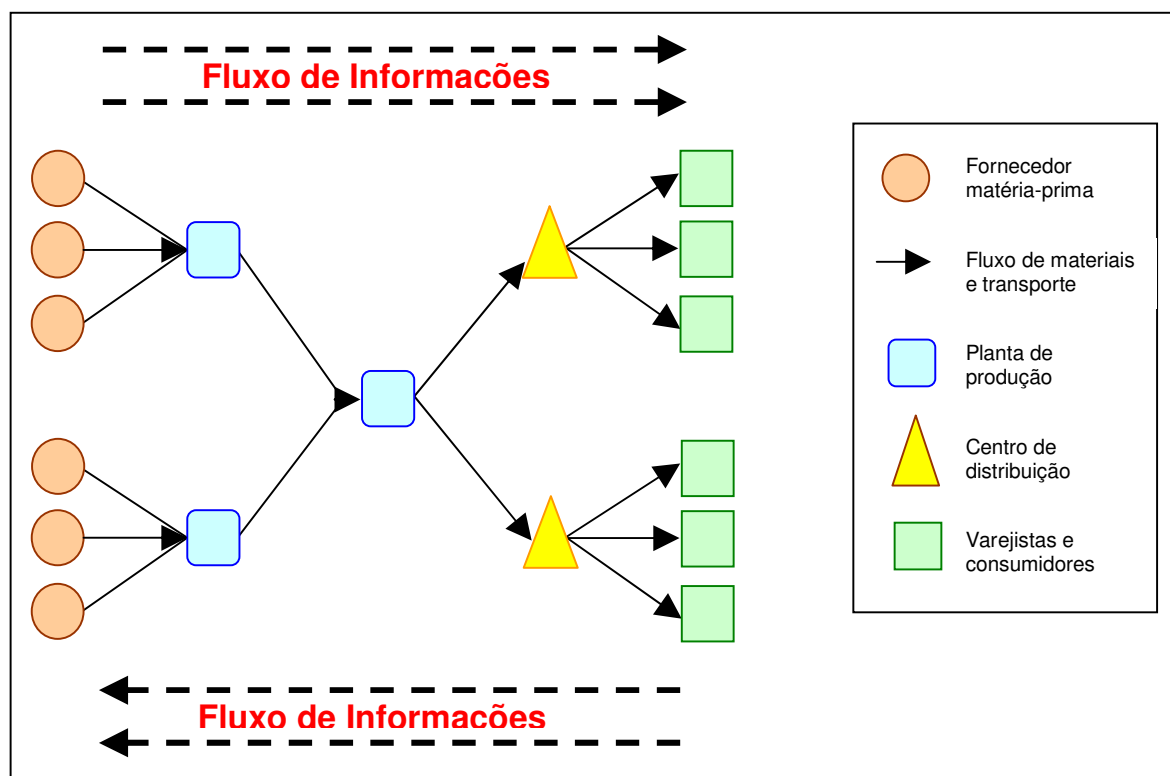 Fluxo de Informacões
Fornecedor
matéria-prima
Fluxo de materiais
e transporte
Planta de
produção
Centro de
distribuição
Varejistas e
consumidores
Fluxo de Informações